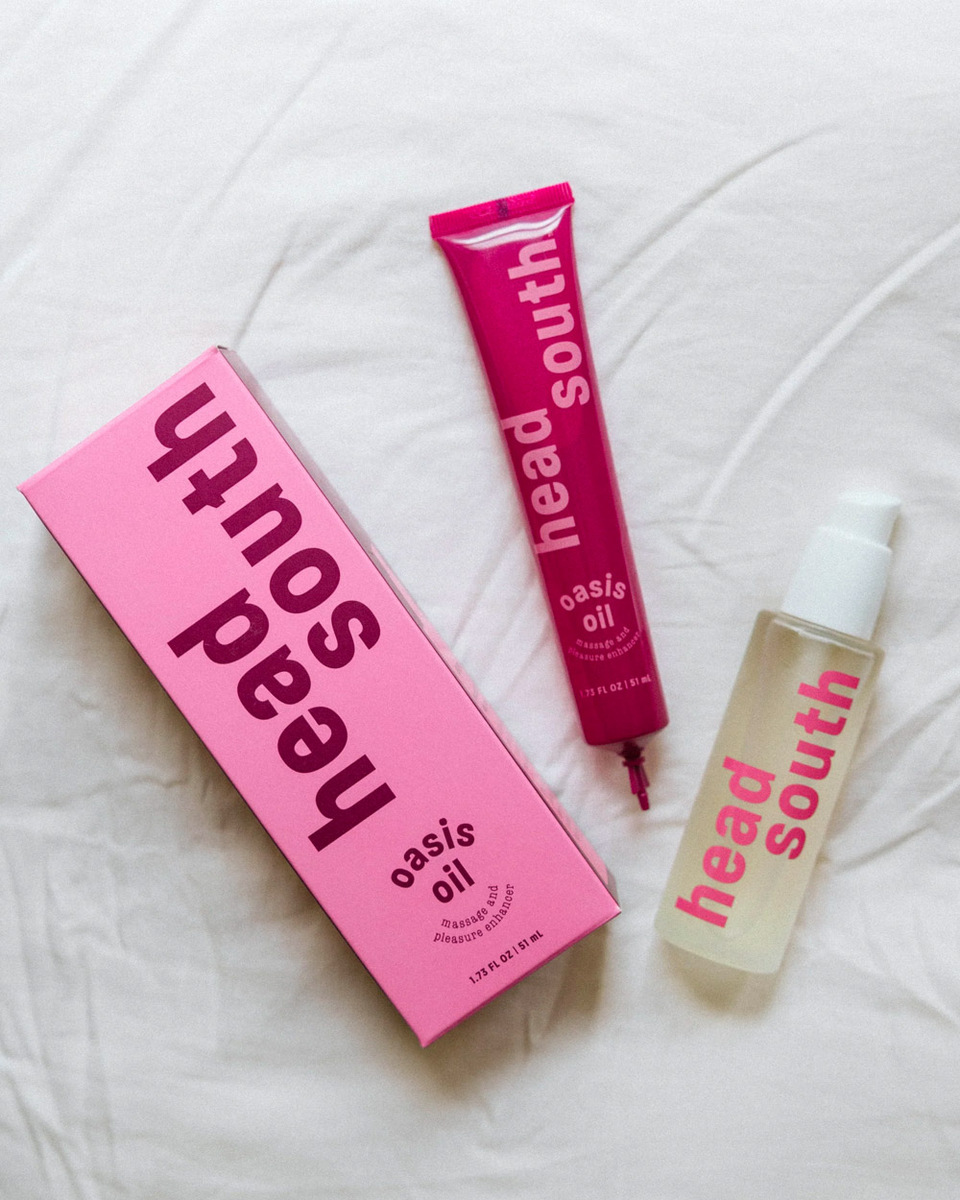 head
south
oasis
oil
massage and
pleasure enhancer
1.73 FL OZ | 51 mL
head
south
oasis
oil
massage and
pleasure enhancer
1.73 FL OZ | 51 mL
head
south